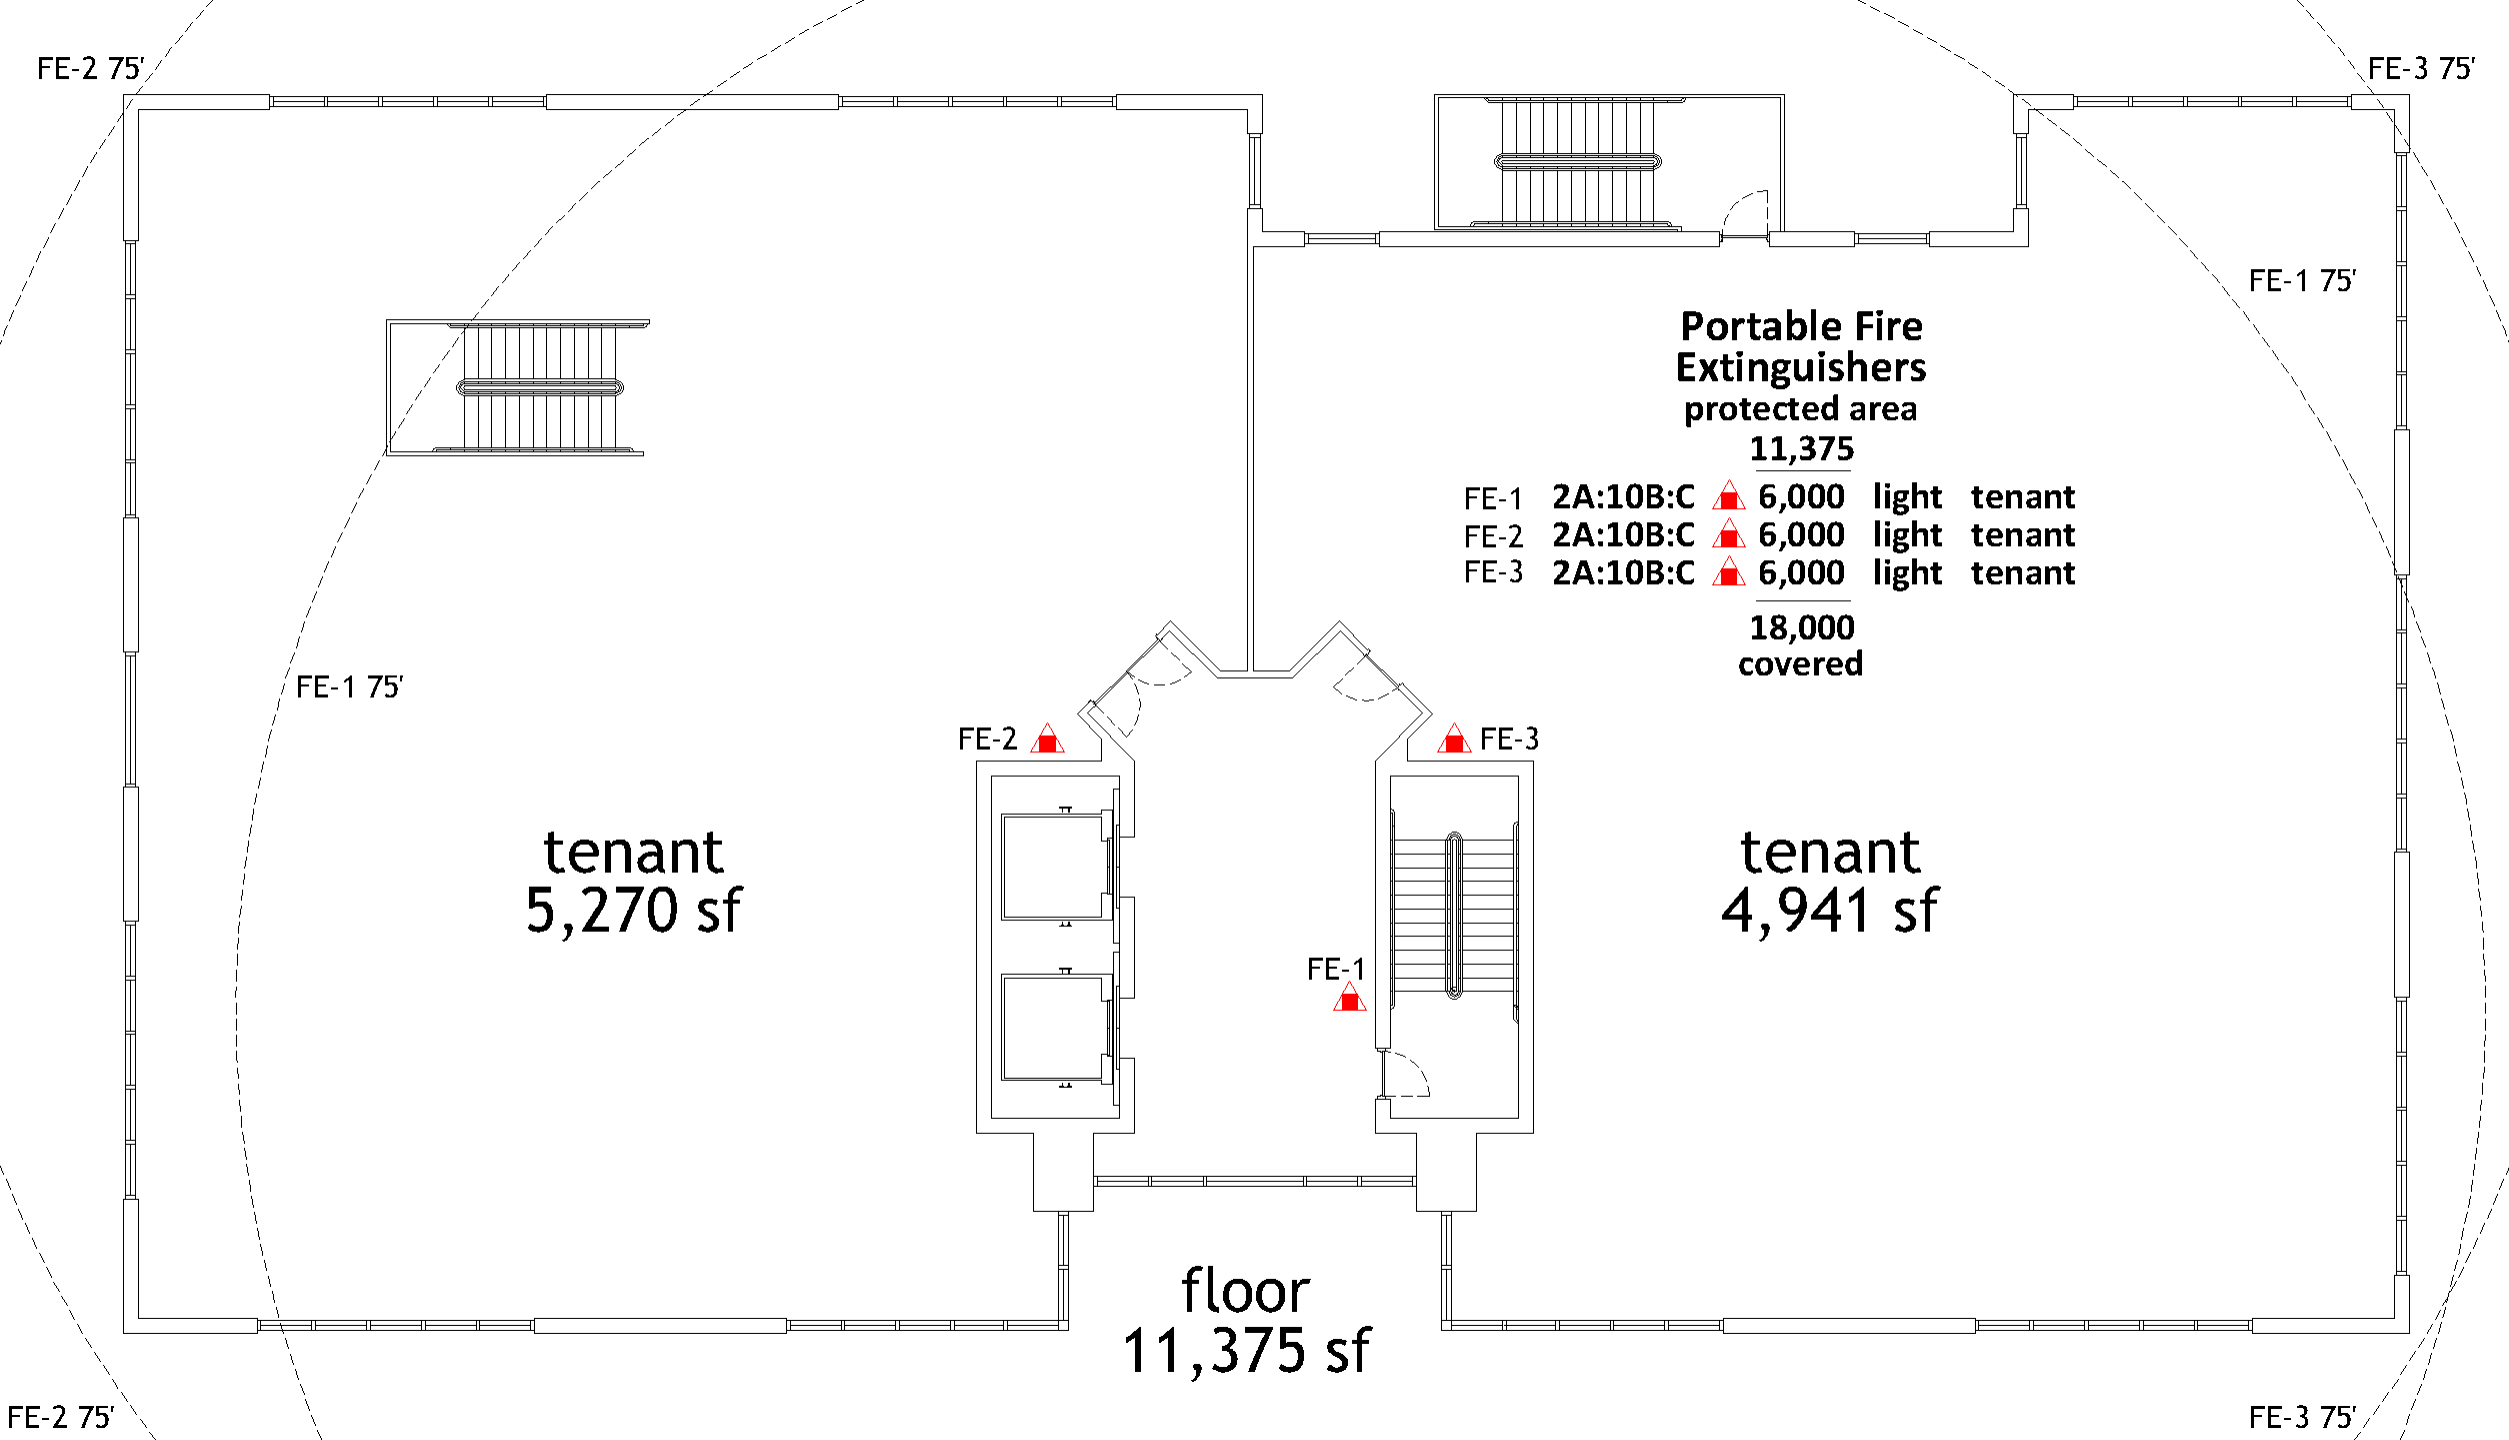 FE-2 75'
FE-3 75'
FE-1 75'
Portable Fire
Extinguishers
protected area
11,375
FE-1 2A:10B:C 6,000 light tenant
FE-2 2A:10B:C 6,000 light tenant
FE-3 2A:10B:C 6,000 light tenant
18,000
covered
FE-1 75'
FE-2
FE-3
tenant
5,270 sf
tenant
4,941 sf
FE-1
floor
11,375 sf
FE-2 75'
FE-3 75'